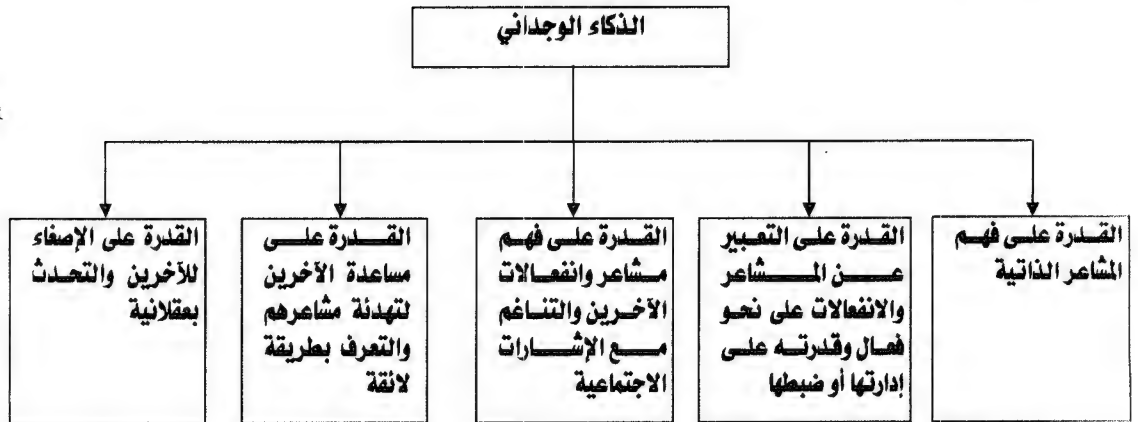 الذكاء الوجداني
القدرة على فهم
المشاعر الذاتية
القدرة على التعبير
عن المشاعر
والانفعالات على نحو
فعال وقدرته على
إدارتها أو ضبطها
القدرة على فهم
مشاعر وانفعالات
الآخرين والتناغم
مع الإشارات
الاجتماعية
القدرة على
مساعدة الآخرين
لتهدئة مشاعرهم
والتعرف بطريقة
لائقة
القدرة على الإصغاء
للآخرين والتحدث
بعقلانية